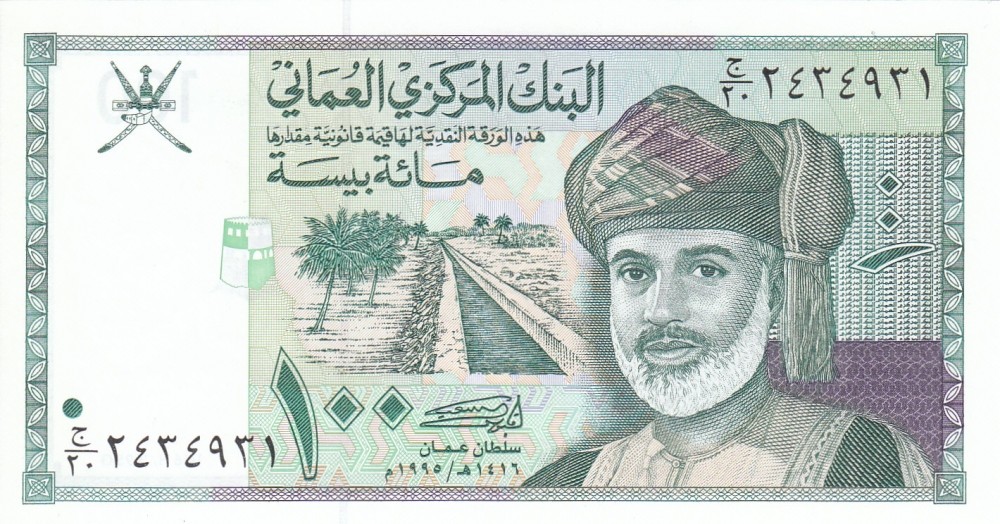 البنك المركزي العماني
ج/٢٠ ٢٤٣٤٩٣١
هذه الورقة النقدية لها قيمة قانونية مقدارها
مائة بيسة
١٠٠
١٠٠
سلطان عمان
١٤١٦هـ/١٩٩٥م
ج/٢٠ ٢٤٣٤٩٣١